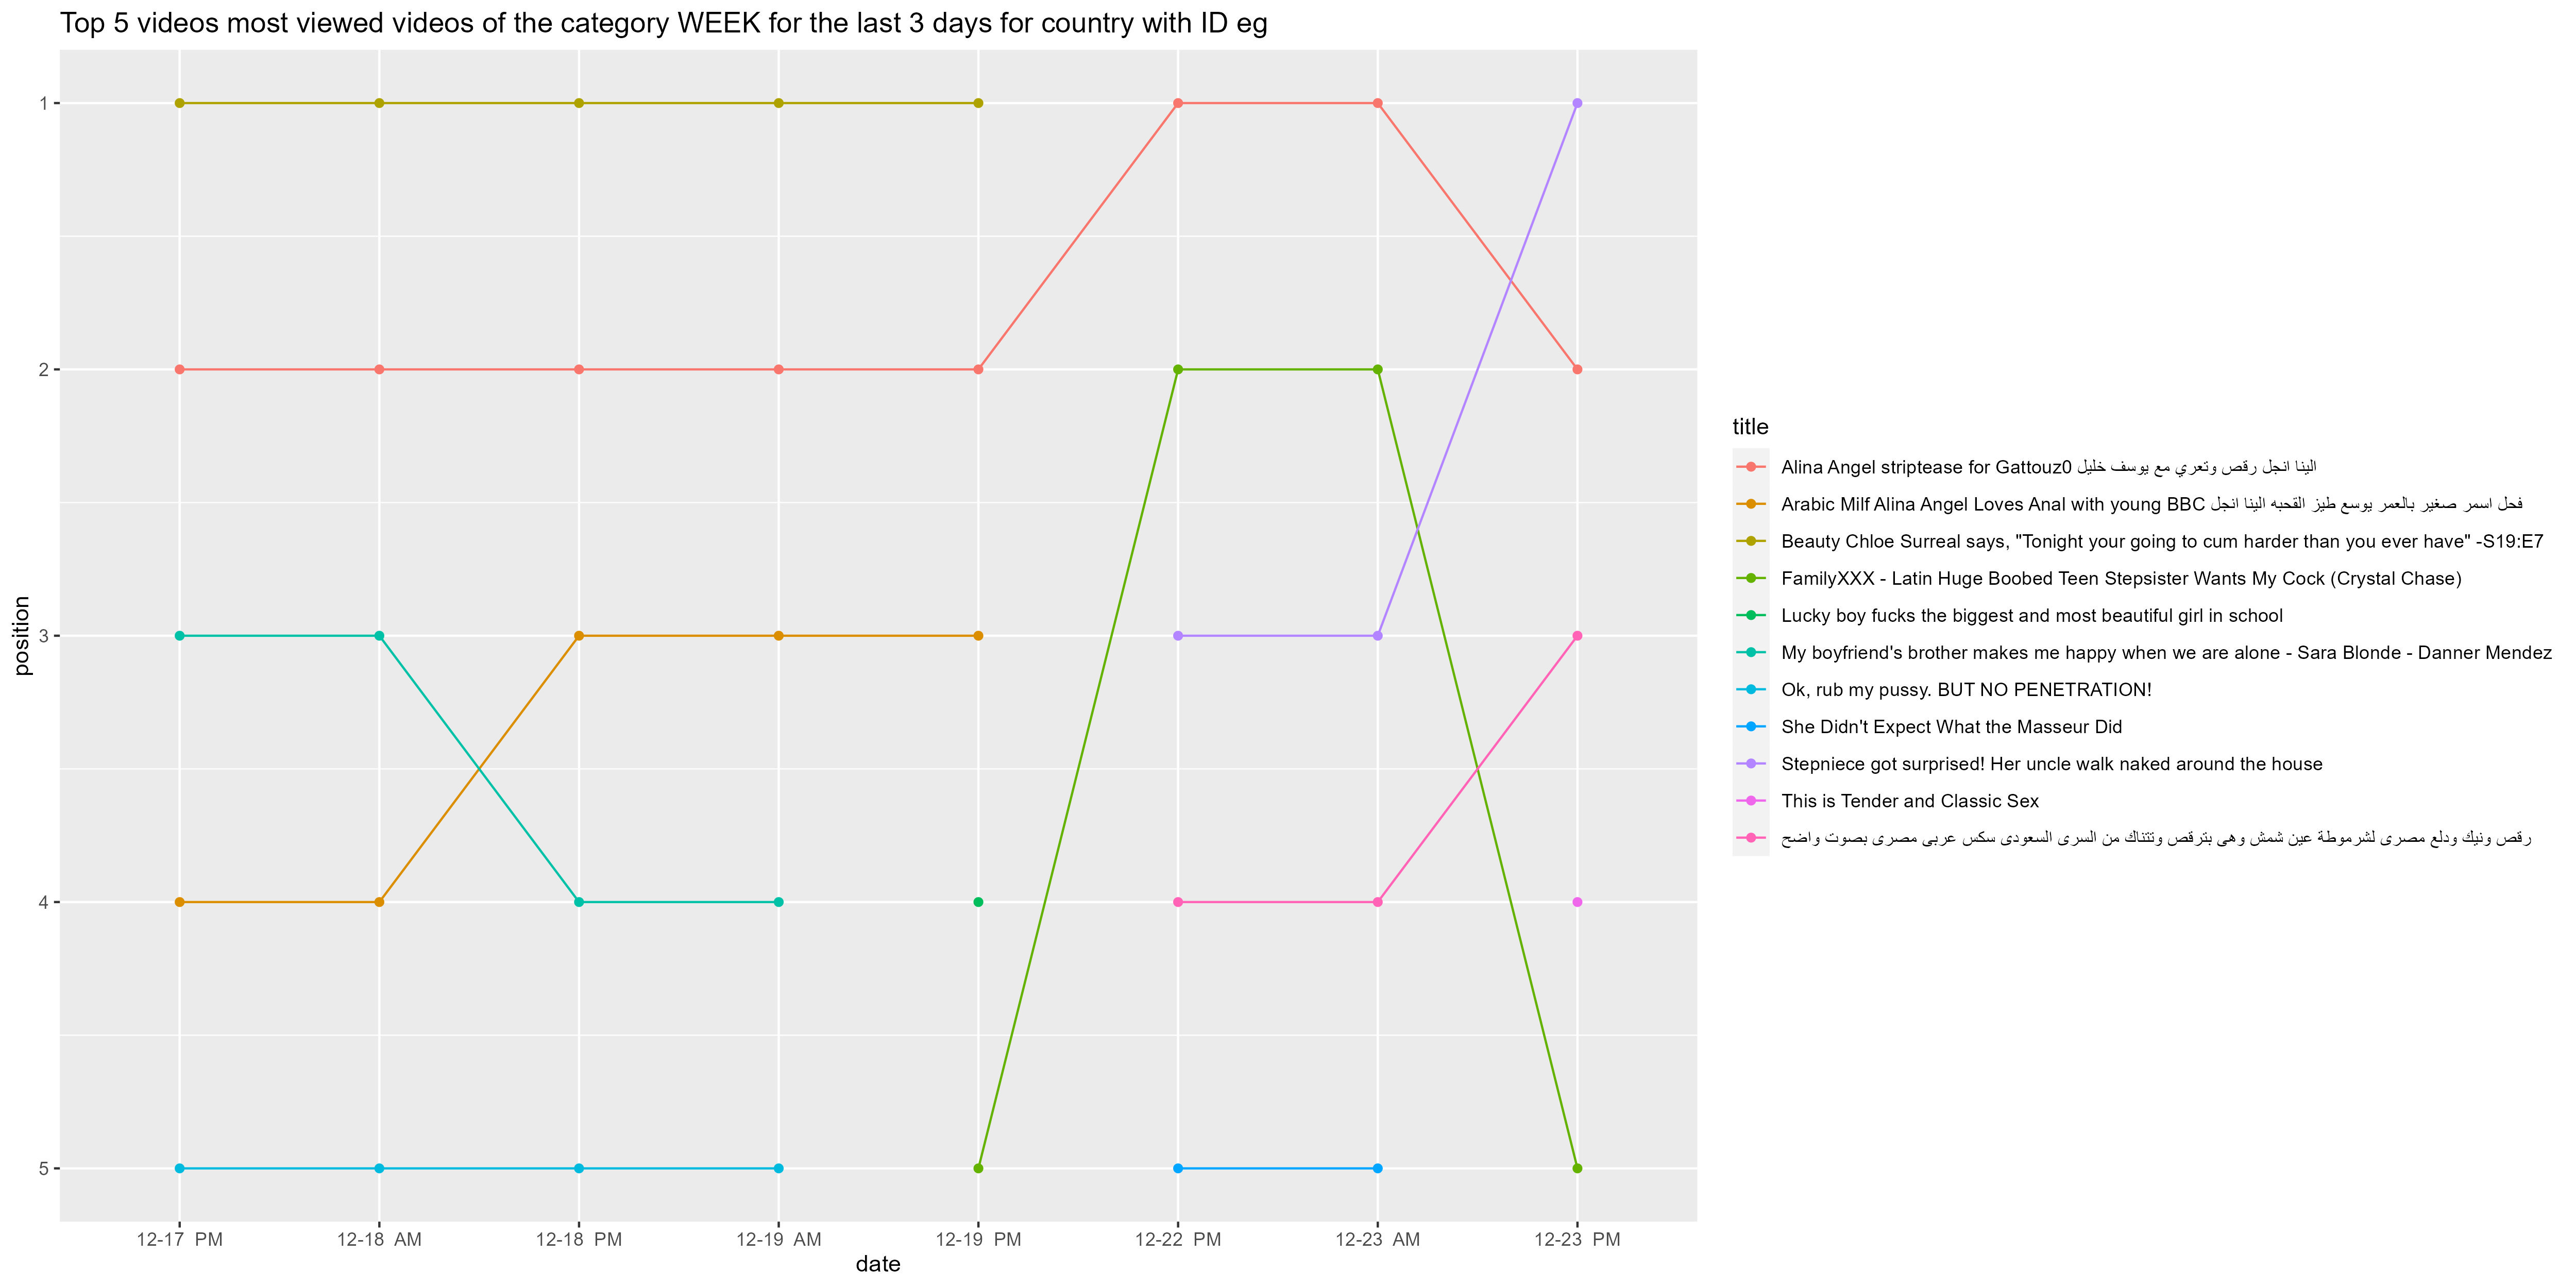 Top 5 videos most viewed videos of the category WEEK for the last 3 days for country with ID eg
position
1
2
3
4
5
12-17 PM
12-18 AM
12-18 PM
12-19 AM
12-19 PM
12-22 PM
12-23 AM
12-23 PM
date
title
Alina Angel striptease for Gattouz0 الينا انجل رقص وتعري مع يوسف خليل
Arabic Milf Alina Angel Loves Anal with young BBC فحل اسمر صغير بالعمر يوسع طيز القحبه الينا انجل
Beauty Chloe Surreal says, "Tonight your going to cum harder than you ever have" -S19:E7
FamilyXXX - Latin Huge Boobed Teen Stepsister Wants My Cock (Crystal Chase)
Lucky boy fucks the biggest and most beautiful girl in school
My boyfriend's brother makes me happy when we are alone - Sara Blonde - Danner Mendez
Ok, rub my pussy. BUT NO PENETRATION!
She Didn't Expect What the Masseur Did
Stepniece got surprised! Her uncle walk naked around the house
This is Tender and Classic Sex
رقص ونيك ودلع مصرى لشرموطة عين شمش وهى بترقص وتتناك من السرى السعودى سكس عربى مصرى بصوت واضح